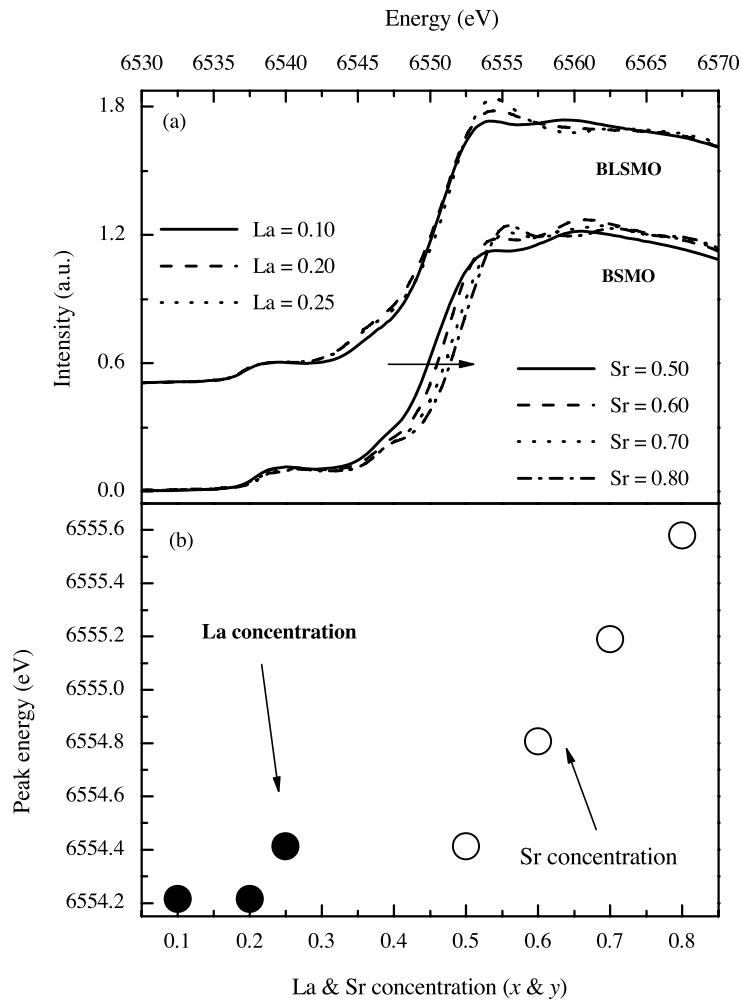 Energy (eV)
6530 6535 6540 6545 6550 6555 6560 6565 6570
1.8
(a)
BLSMO
La = 0.10
1.2
La = 0.20
BSMO
La = 0.25
Intensity (a.u.)
0.6
Sr = 0.50
Sr = 0.60
Sr = 0.70
Sr = 0.80
0.0
(b)
6555.6
6555.4
La concentration
6555.2
6555.0
Peak energy (eV)
6554.8
6554.6
6554.4
Sr concentration
6554.2
0.1 0.2 0.3 0.4 0.5 0.6 0.7 0.8
La & Sr concentration (x & y)